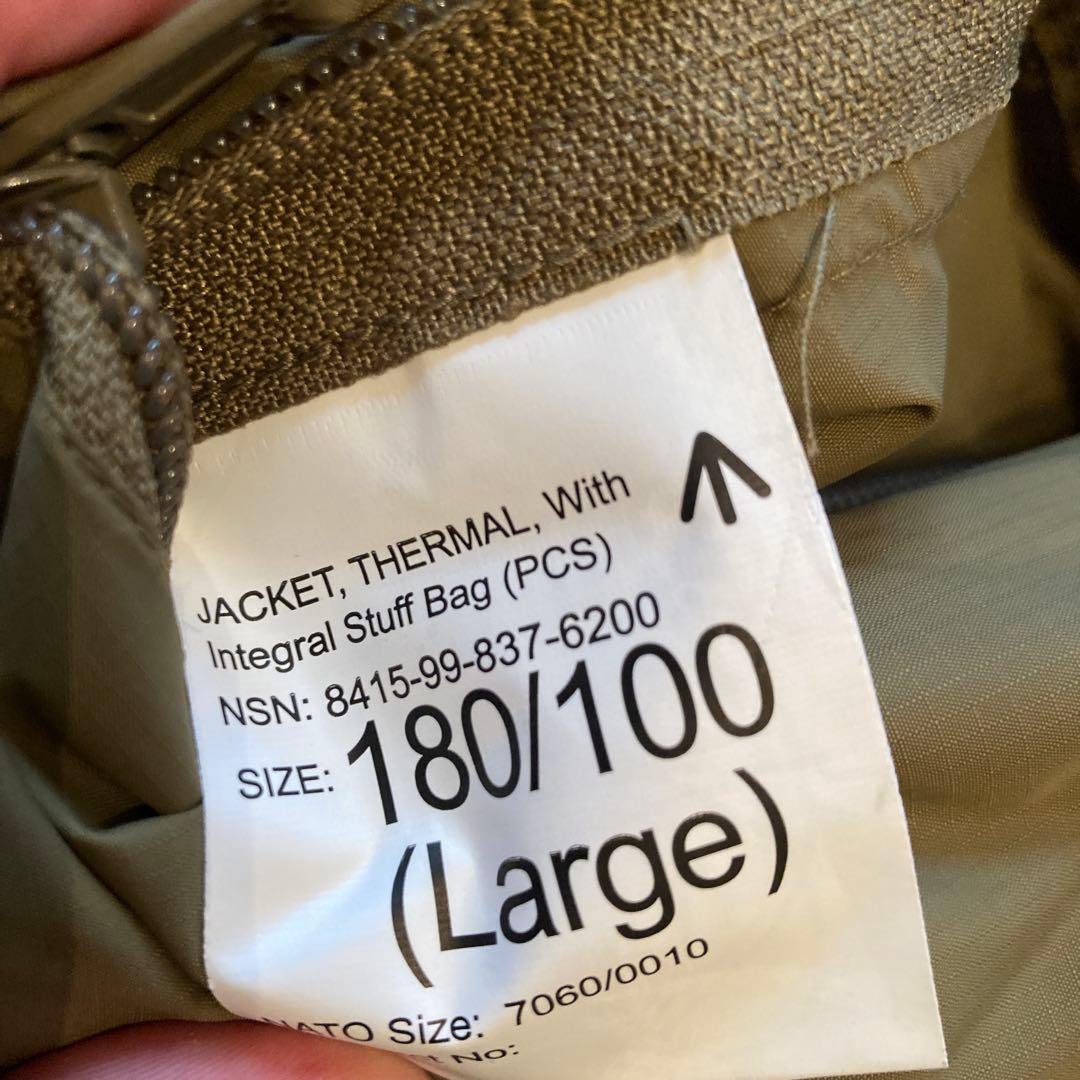 JACKET, THERMAL, With
Integral Stuff Bag (PCS)
NSN: 8415-99-837-6200
SIZE: 180/100
(Large)
NATO Size: 7060/0010
No: